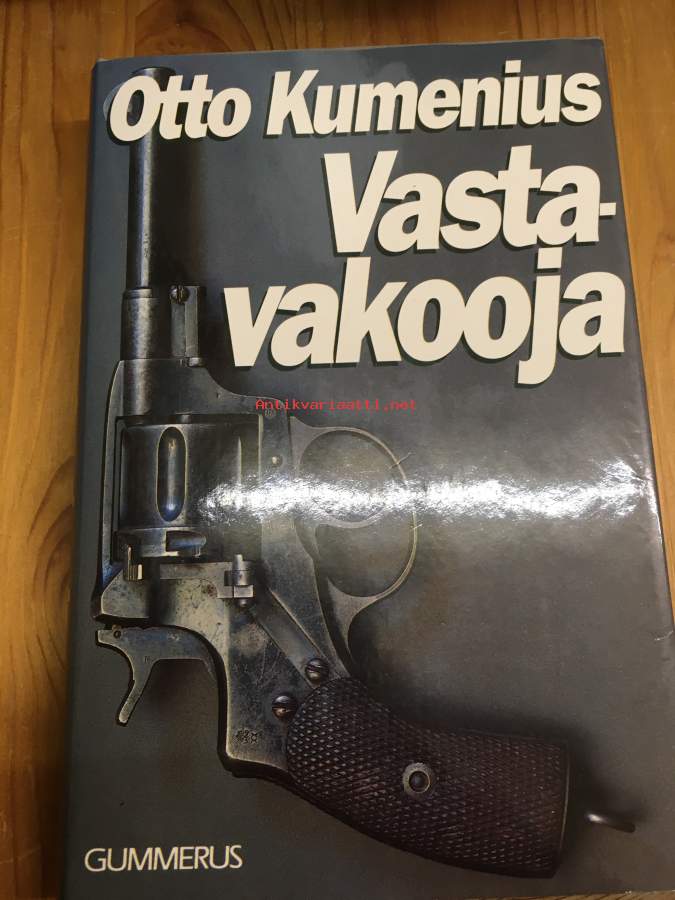 Otto Kumenius
Vasta-
vakooja
Antikvariaatti.net
GUMMERUS